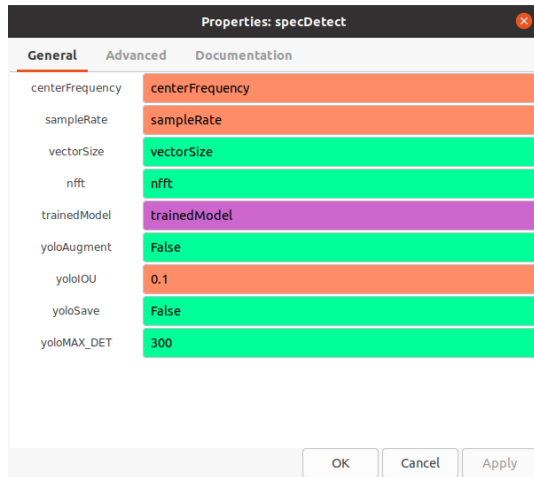 Properties: specDetect
General Advanced Documentation
centerFrequency centerFrequency
sampleRate sampleRate
vectorSize vectorSize
nfft nfft
trainedModel trainedModel
yoloAugment False
yoloIOU 0.1
yoloSave False
yoloMAX_DET 300
OK Cancel Apply